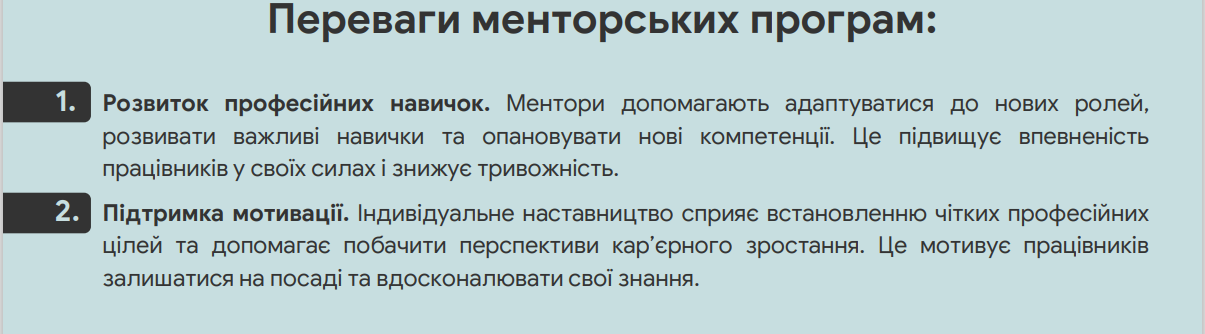 Переваги менторських програм:
1. Розвиток професійних навичок. Ментори допомагають адаптуватися до нових ролей,
розвивати важливі навички та опановувати нові компетенції. Це підвищує впевненість
працівників у своїх силах і знижує тривожність.
2. Підтримка мотивації. Індивідуальне наставництво сприяє встановленню чітких професійних
цілей та допомагає побачити перспективи кар’єрного зростання. Це мотивує працівників
залишатися на посаді та вдосконалювати свої знання.